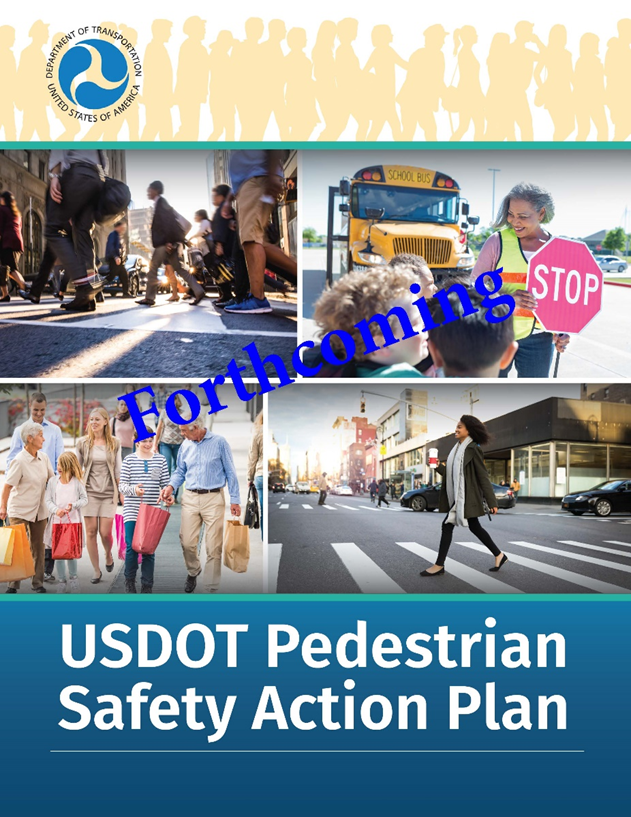 DEPARTMENT OF TRANSPORTATION
UNITED STATES OF AMERICA
SCHOOL BUS
STOP
Forthcoming
USDOT Pedestrian
Safety Action Plan